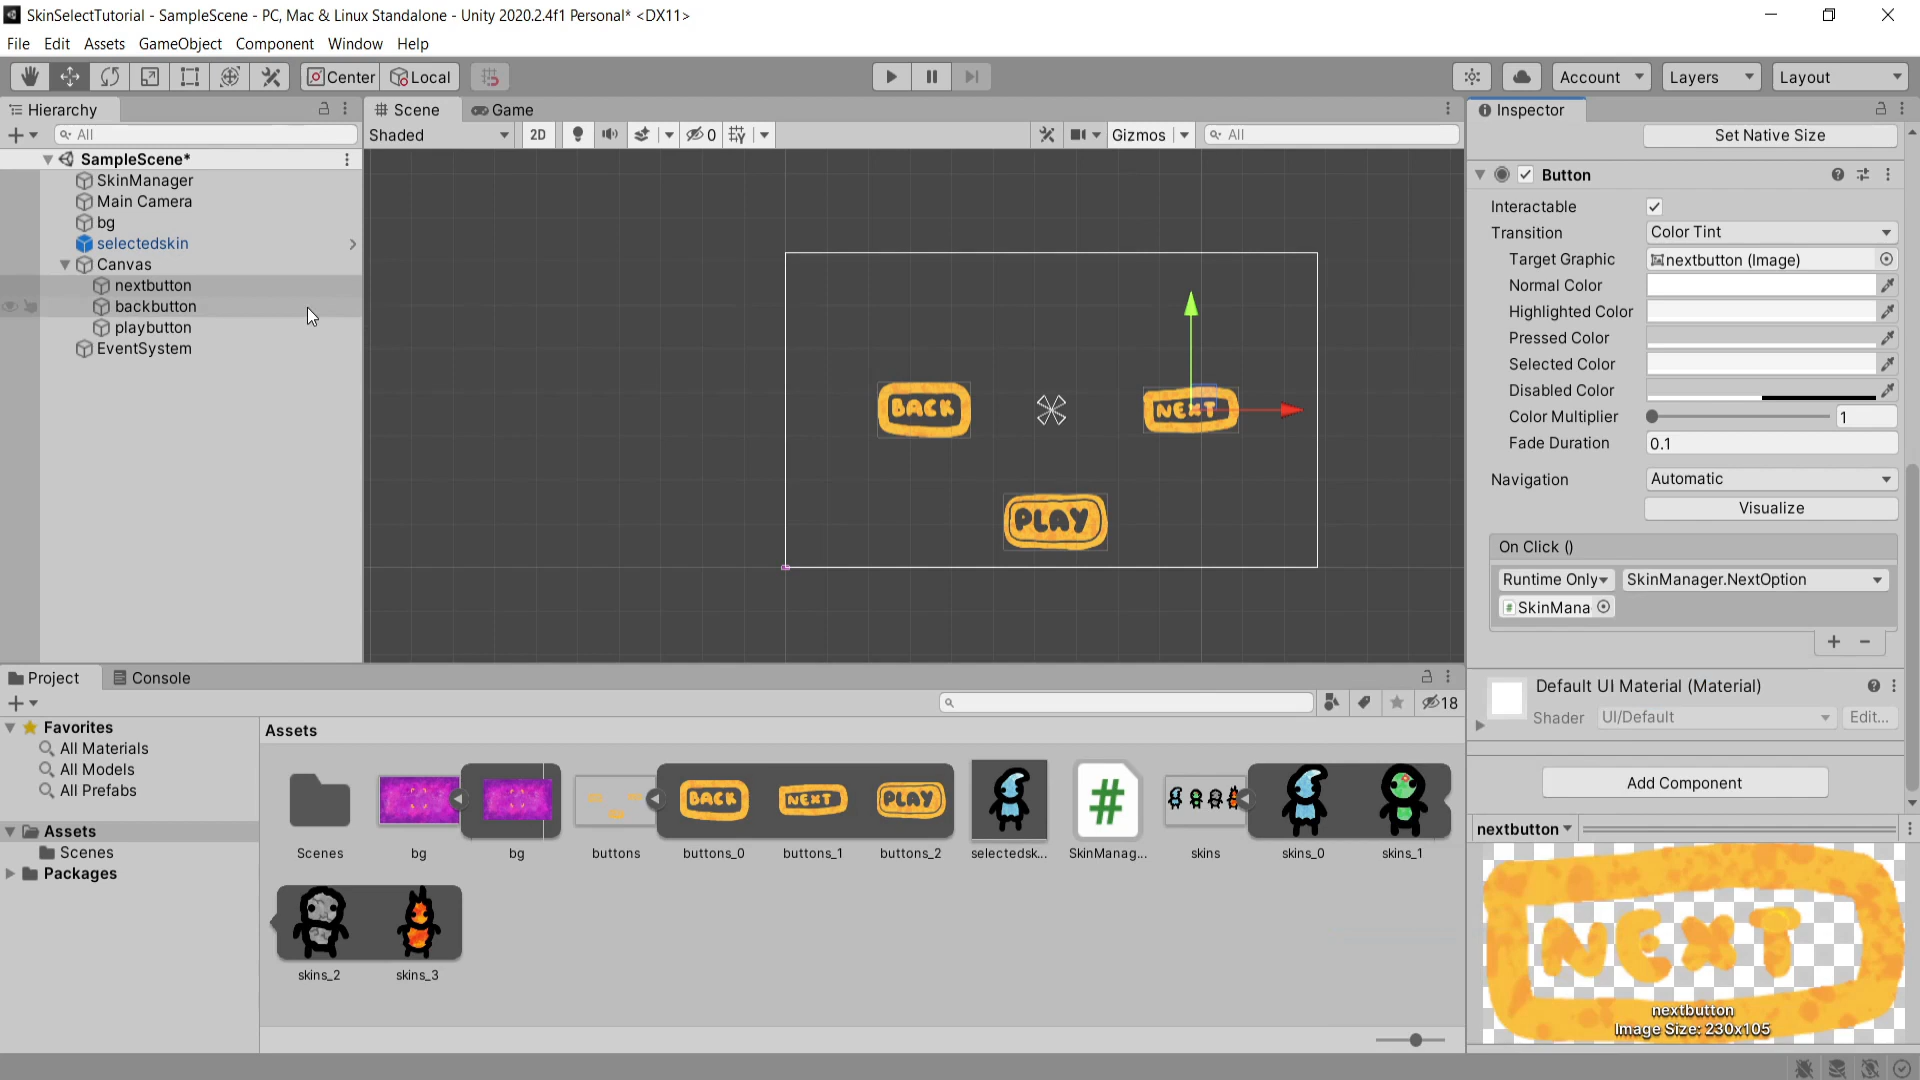 SkinSelectTutorial - SampleScene - PC, Mac & Linux Standalone - Unity 2020.2.4f1 Personal* <DX11>
File Edit Assets GameObject Component Window Help
Center Local
Account Layers Layout
Hierarchy
All
SampleScene*
SkinManager
Main Camera
bg
selectedskin
Canvas
nextbutton
backbutton
playbutton
EventSystem
Scene Game
Shaded 2D 0 Gizmos All
BACK
NEXT
PLAY
Inspector
Set Native Size
Button
Interactable
Transition Color Tint
Target Graphic nextbutton (Image)
Normal Color
Highlighted Color
Pressed Color
Selected Color
Disabled Color
Color Multiplier 1
Fade Duration 0.1
Navigation Automatic
Visualize
On Click ()
Runtime Only SkinManager.NextOption
SkinMana
Default UI Material (Material)
Shader UI/Default Edit...
Add Component
nextbutton
NEXT
nextbutton
Image Size: 230x105
Project Console
18
Favorites
All Materials
All Models
All Prefabs
Assets
Scenes
Packages
Assets
BACK NEXT PLAY
#
Scenes bg bg buttons buttons_0 buttons_1 buttons_2 selectedsk... SkinManag... skins skins_0 skins_1
skins_2 skins_3